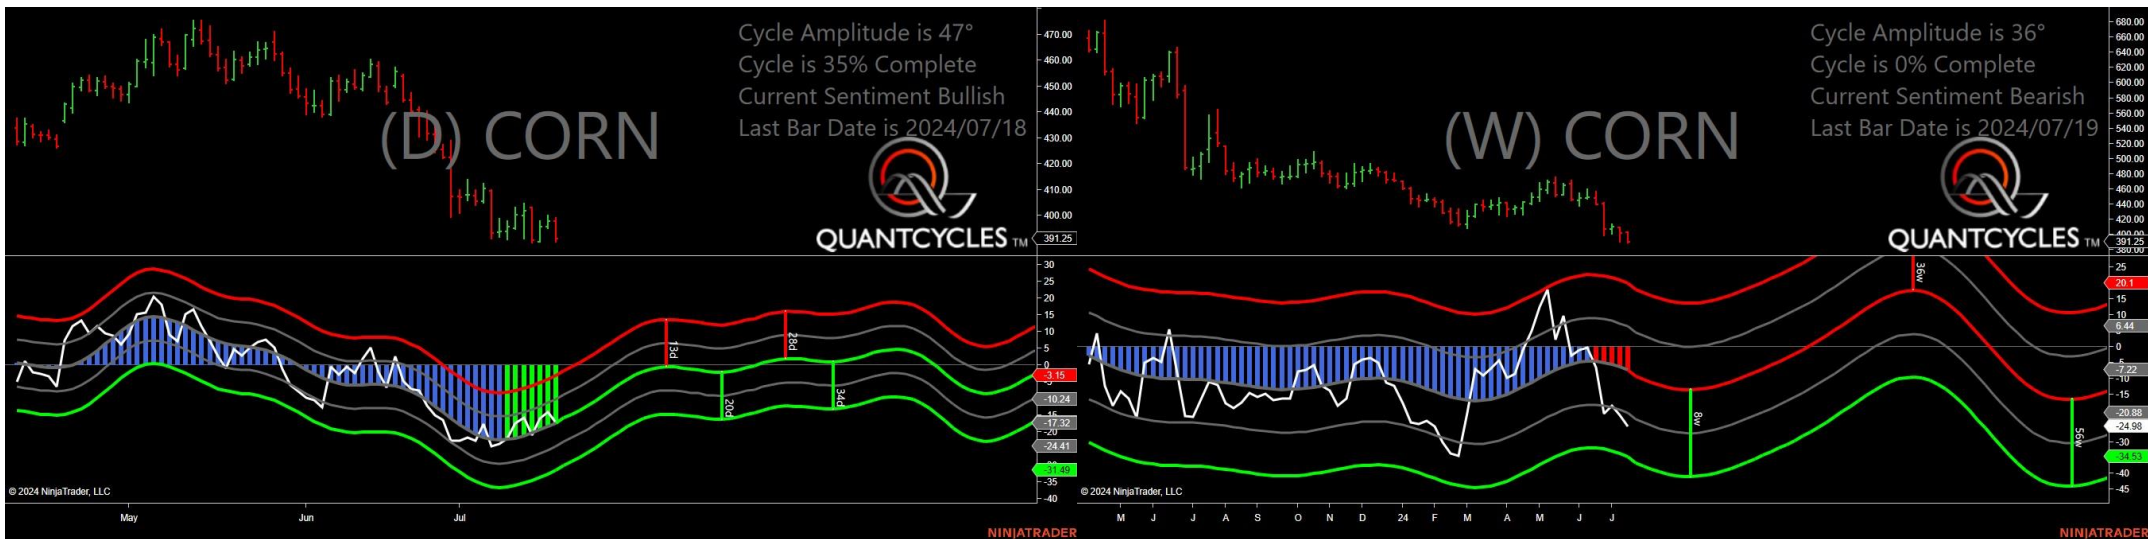 Cycle Amplitude is 47°
Cycle is 35% Complete
Current Sentiment Bullish
Last Bar Date is 2024/07/18
(D) CORN
QUANTCYCLES TM
470.00
460.00
450.00
440.00
430.00
420.00
410.00
400.00
391.25
30
25
20
15
10
5
0
-3.15
-10.24
-15
-17.32
-20
-24.41
-31.49
-35
-40
13d
20d
28d
34d
© 2024 NinjaTrader, LLC
May
Jun
Jul
NINJATRADER
Cycle Amplitude is 36°
Cycle is 0% Complete
Current Sentiment Bearish
Last Bar Date is 2024/07/19
(W) CORN
QUANTCYCLES TM
680.00
660.00
640.00
620.00
600.00
580.00
560.00
540.00
520.00
500.00
480.00
460.00
440.00
420.00
400.00
391.25
380.00
25
20.1
15
10
6.44
0
-5
-7.22
-10
-15
-20.88
-24.98
-30
-34.53
-40
-45
8w
36w
56w
© 2024 NinjaTrader, LLC
M
J
J
A
S
O
N
D
24
F
M
A
M
J
J
NINJATRADER